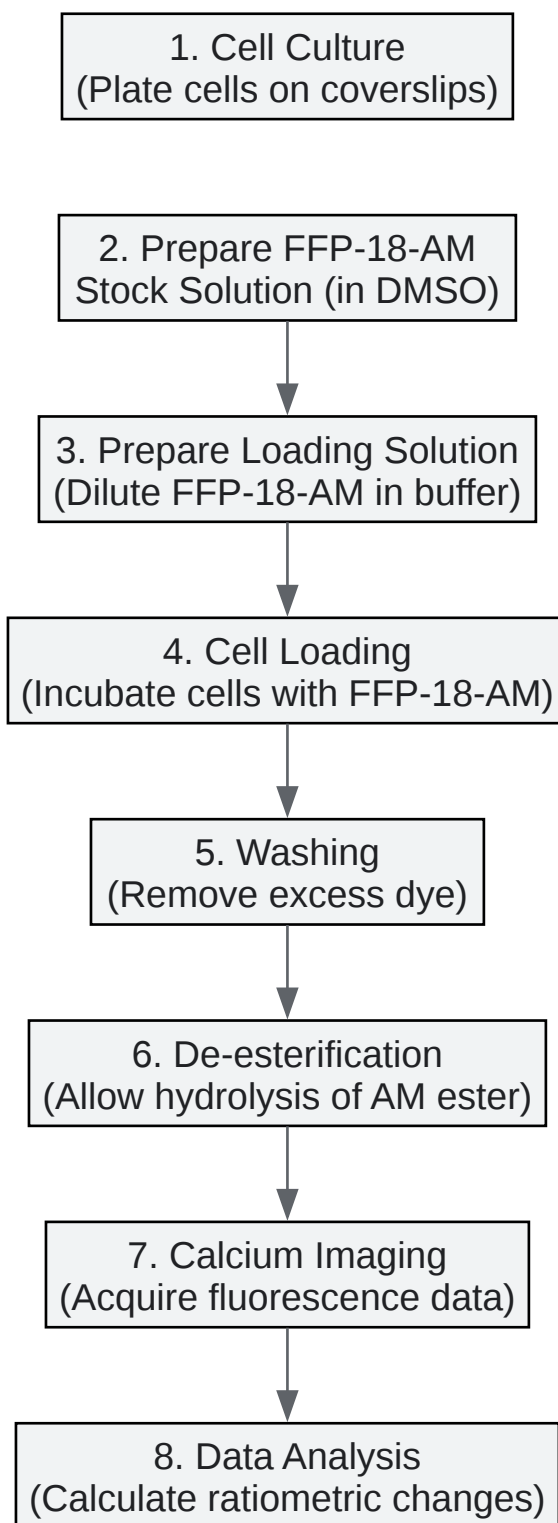 1. Cell Culture
(Plate cells on coverslips)
2. Prepare FFP-18-AM
Stock Solution (in DMSO)
3. Prepare Loading Solution
(Dilute FFP-18-AM in buffer)
4. Cell Loading
(Incubate cells with FFP-18-AM)
5. Washing
(Remove excess dye)
6. De-esterification
(Allow hydrolysis of AM ester)
7. Calcium Imaging
(Acquire fluorescence data)
8. Data Analysis
(Calculate ratiometric changes)